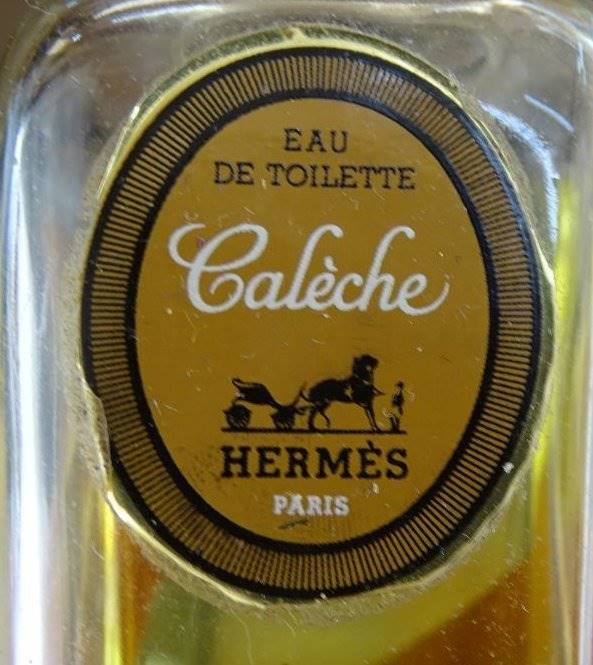 EAU
DE TOILETTE
Calèche
HERMÈS
PARIS